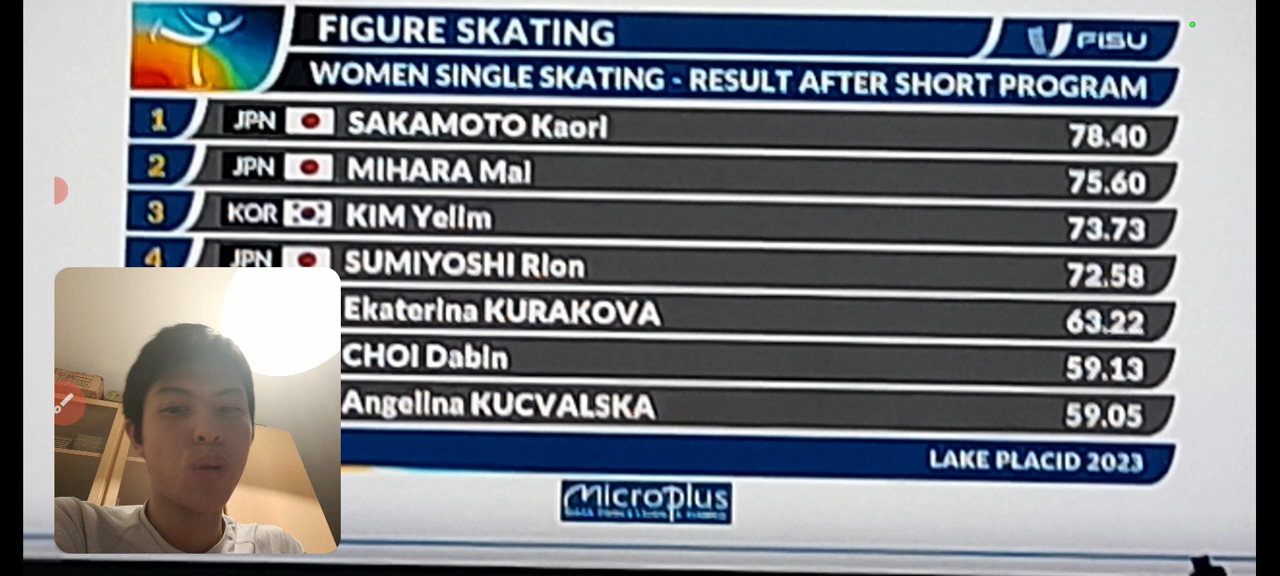 FIGURE SKATING
FISU
WOMEN SINGLE SKATING - RESULT AFTER SHORT PROGRAM
1 JPN SAKAMOTO Kaori 78.40
2 JPN MIHARA Mai 75.60
3 KOR KIM Yelim 73.73
4 JPN SUMIYOSHI Rion 72.58
Ekaterina KURAKOVA 63.22
CHOI Dabin 59.13
Angelina KUCVALSKA 59.05
LAKE PLACID 2023
Microplus